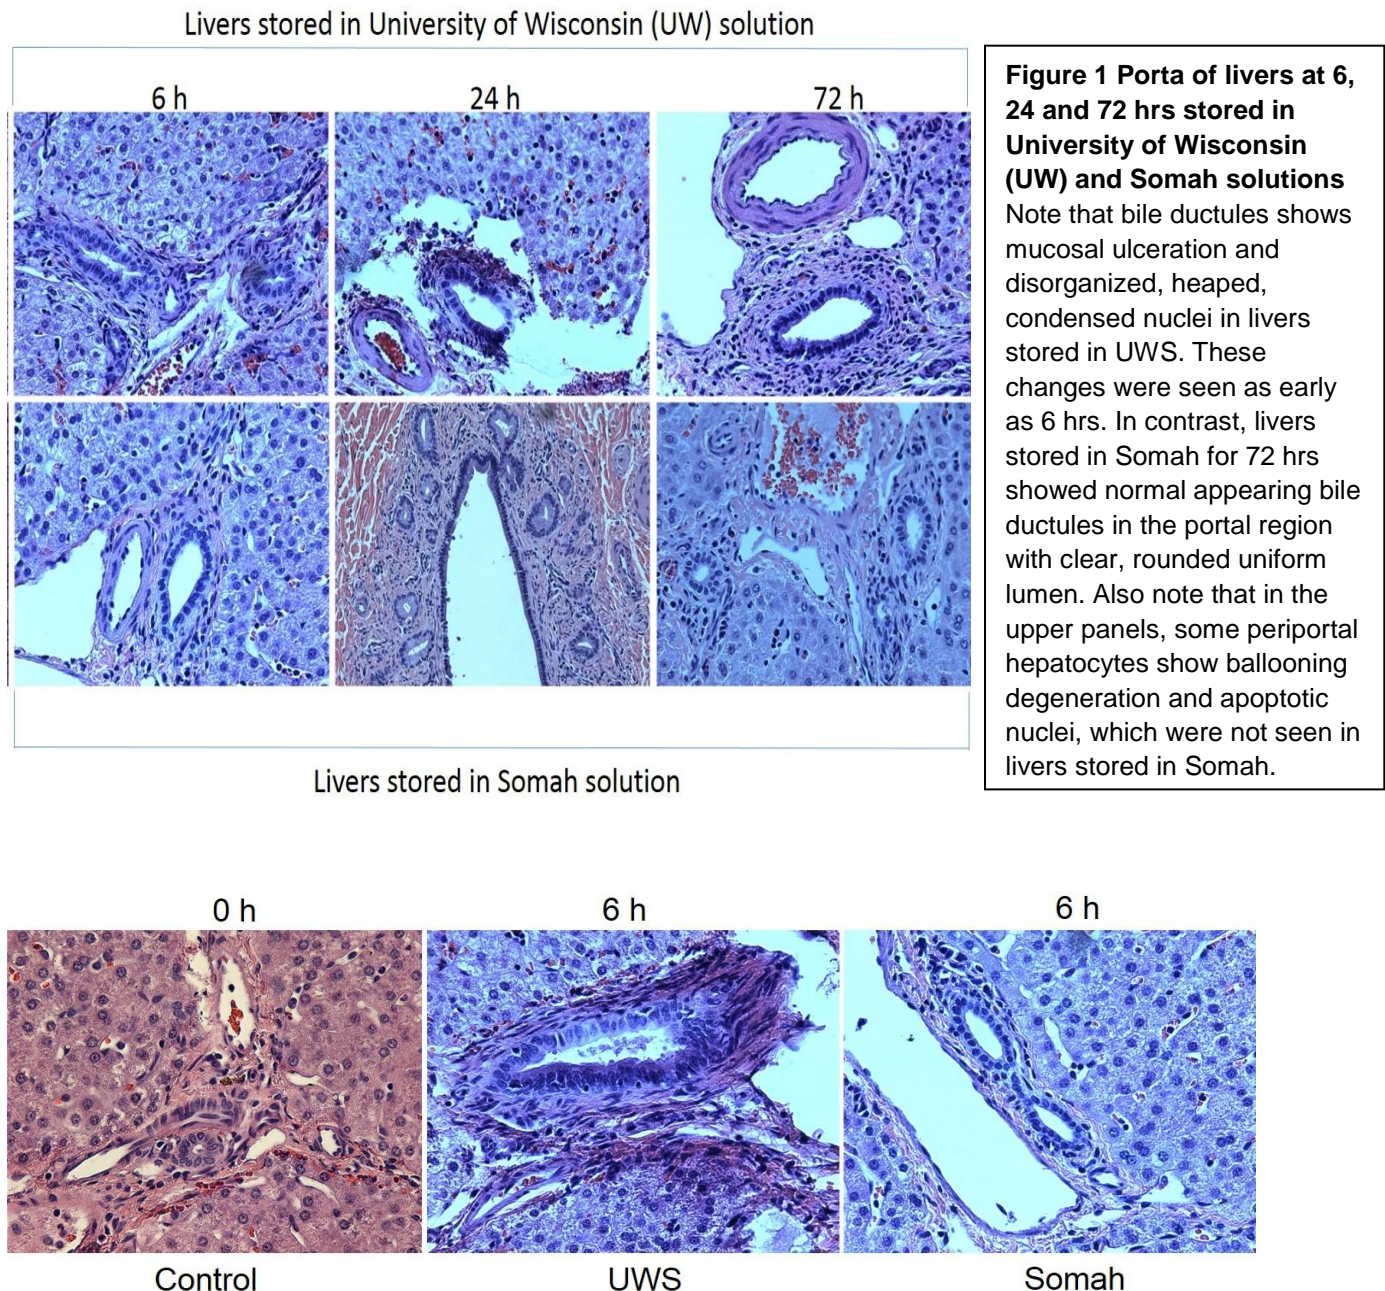 Livers stored in University of Wisconsin (UW) solution
6 h
24 h
72 h
Livers stored in Somah solution
Figure 1 Porta of livers at 6,
24 and 72 hrs stored in
University of Wisconsin
(UW) and Somah solutions
Note that bile ductules shows
mucosal ulceration and
disorganized, heaped,
condensed nuclei in livers
stored in UWS. These
changes were seen as early
as 6 hrs. In contrast, livers
stored in Somah for 72 hrs
showed normal appearing bile
ductules in the portal region
with clear, rounded uniform
lumen. Also note that in the
upper panels, some periportal
hepatocytes show ballooning
degeneration and apoptotic
nuclei, which were not seen in
livers stored in Somah.
0 h
6 h
6 h
Control
UWS
Somah